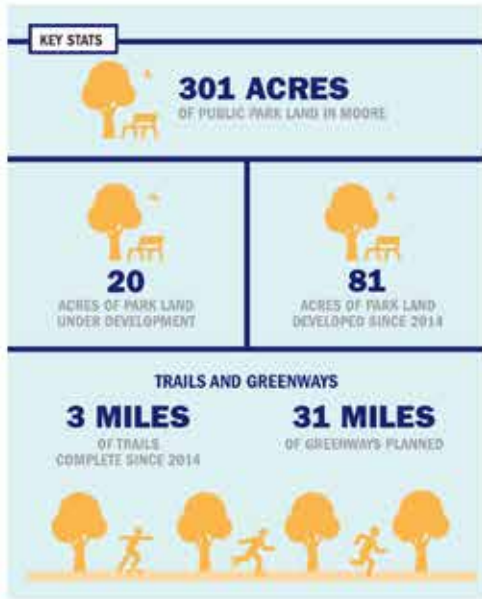 KEY STATS
301 ACRES
OF PUBLIC PARK LAND IN MOORE
20
ACRES OF PARK LAND
UNDER DEVELOPMENT
81
ACRES OF PARK LAND
DEVELOPED SINCE 2014
TRAILS AND GREENWAYS
3 MILES
OF TRAILS
COMPLETE SINCE 2014
31 MILES
OF GREENWAYS PLANNED